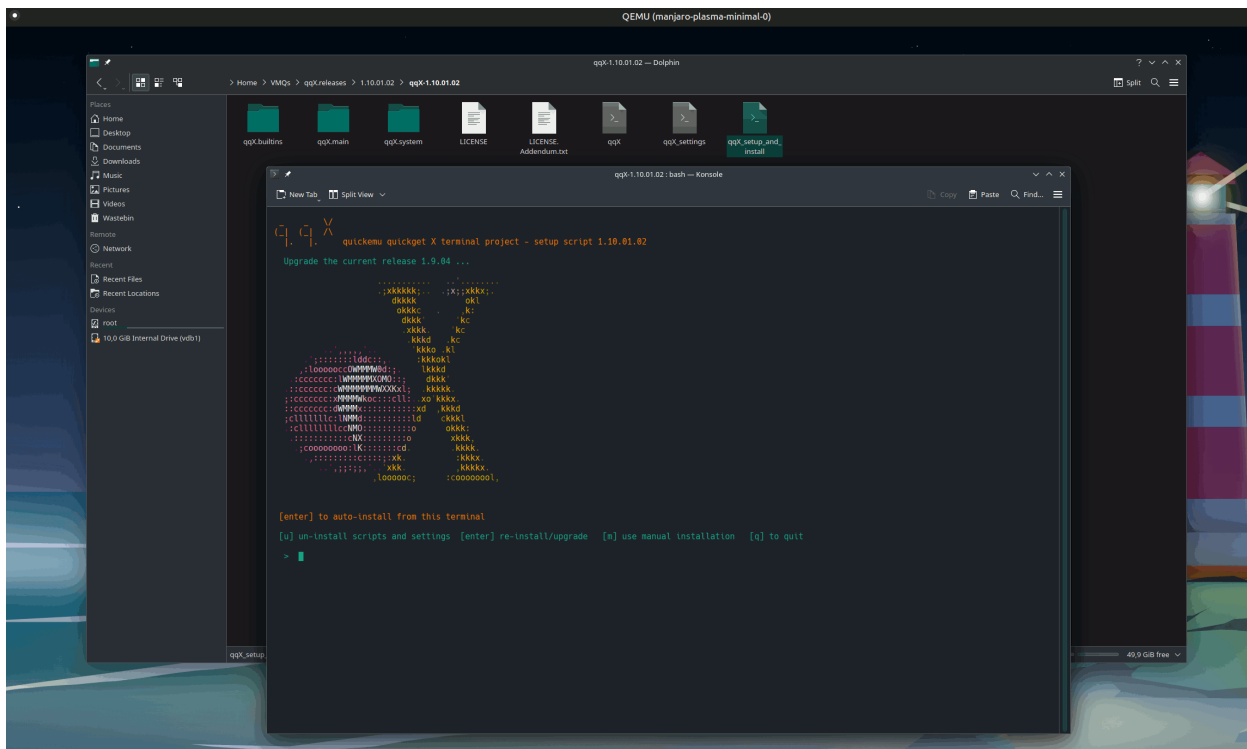 QEMU (manjaro-plasma-minimal-0)
qqX-1.10.01.02 — Dolphin
> Home > VMQs > qqX.releases > 1.10.01.02 > qqX-1.10.01.02
Split
Places
Home
Desktop
Documents
Downloads
Music
Pictures
Videos
Wastebin
Remote
Network
Recent
Recent Files
Recent Locations
Devices
root
10,0 GiB Internal Drive (vdb1)
qqX.builtins
qqX.main
qqX.system
LICENSE
LICENSE.
Addendum.txt
qqX
qqX_settings
qqX_setup_and_
install
qqX-1.10.01.02 : bash — Konsole
New Tab
Split View
Copy
Paste
Find...
quickemu quickget X terminal project - setup script 1.10.01.02
Upgrade the current release 1.9.04 ...
[enter] to auto-install from this terminal
[u] un-install scripts and settings [enter] re-install/upgrade [m] use manual installation [q] to quit
>
qqX_setup
49,9 GiB free